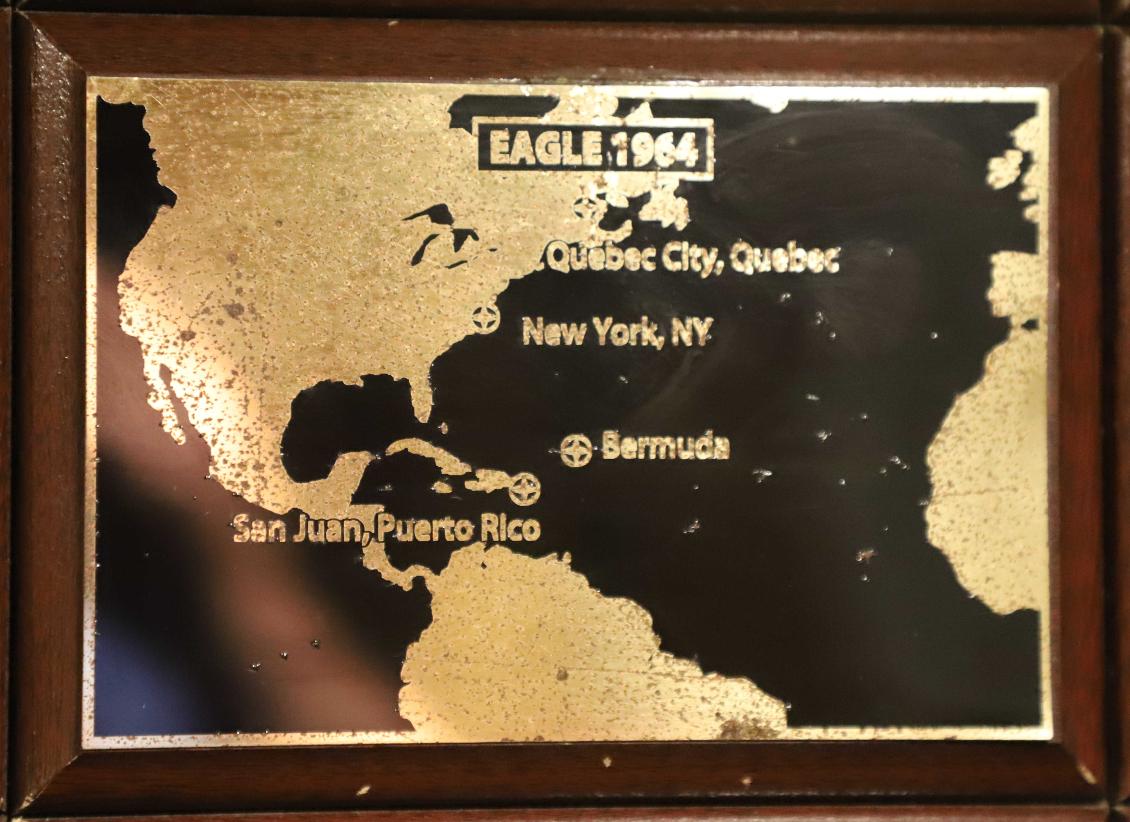 EAGLE 1964
Quebec City, Quebec
New York, NY
Bermuda
San Juan, Puerto Rico